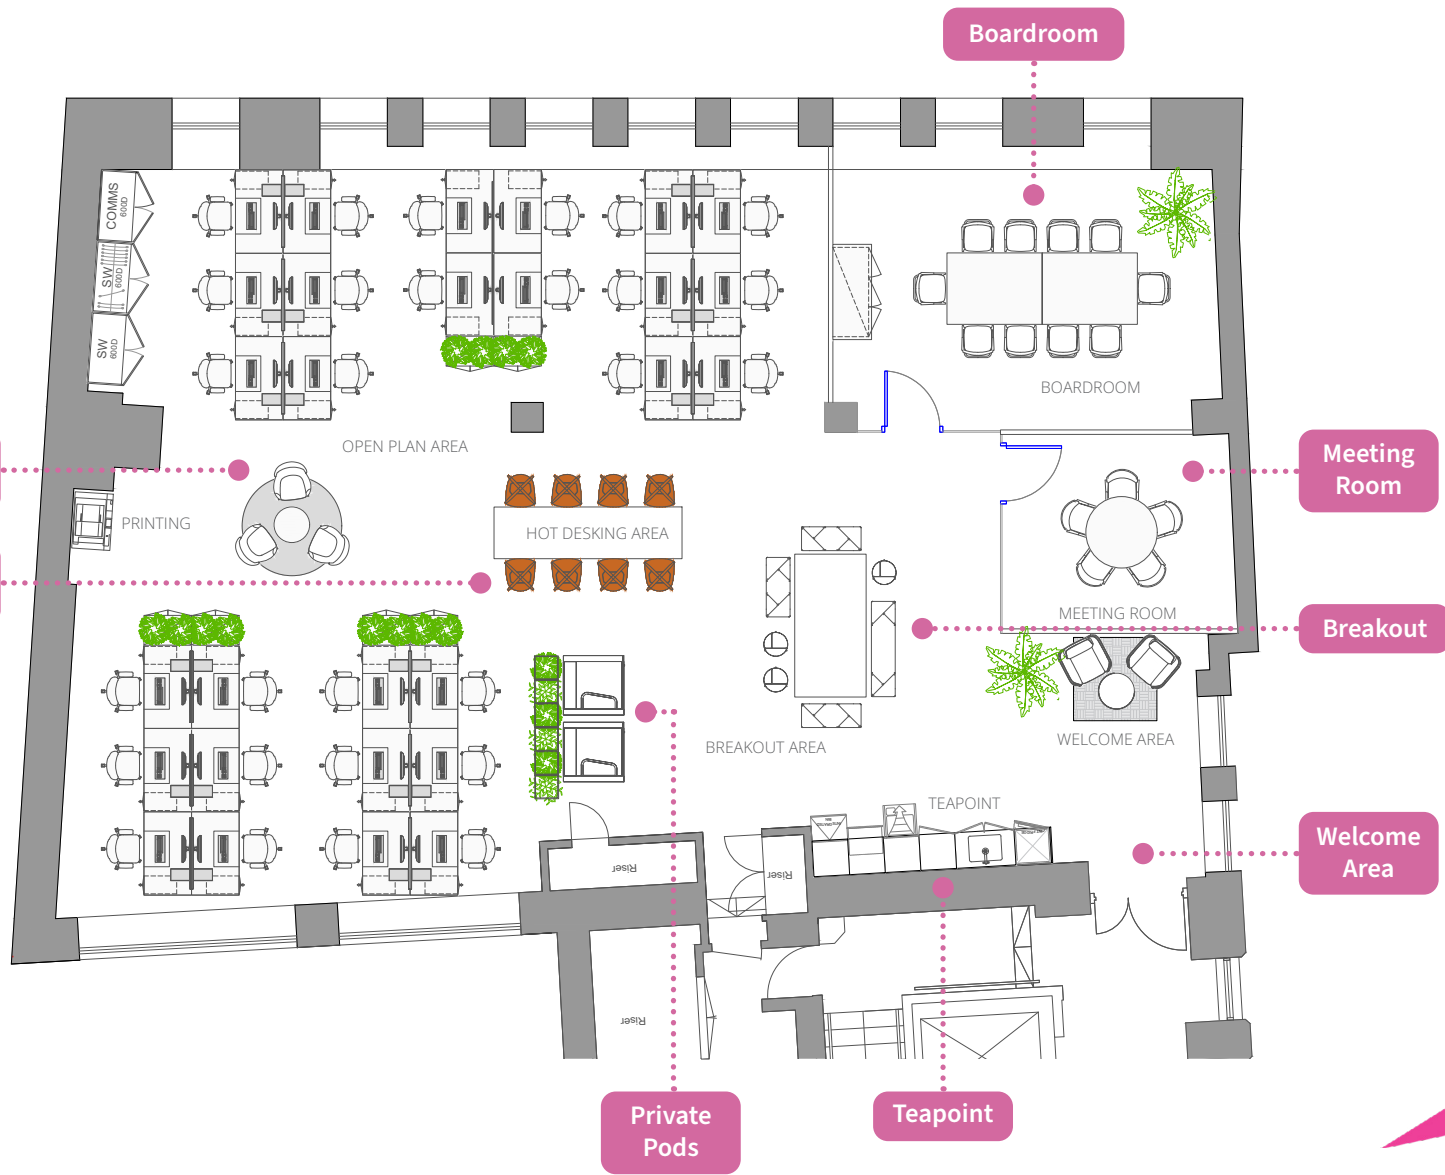 Boardroom
COMMS
600D
SW
600D
SW
600D
BOARDROOM
OPEN PLAN AREA
Meeting
Room
PRINTING
HOT DESKING AREA
MEETING ROOM
Breakout
WELCOME AREA
BREAKOUT AREA
TEAPOINT
Welcome
Area
Riser
Riser
Riser
Private
Pods
Teapoint